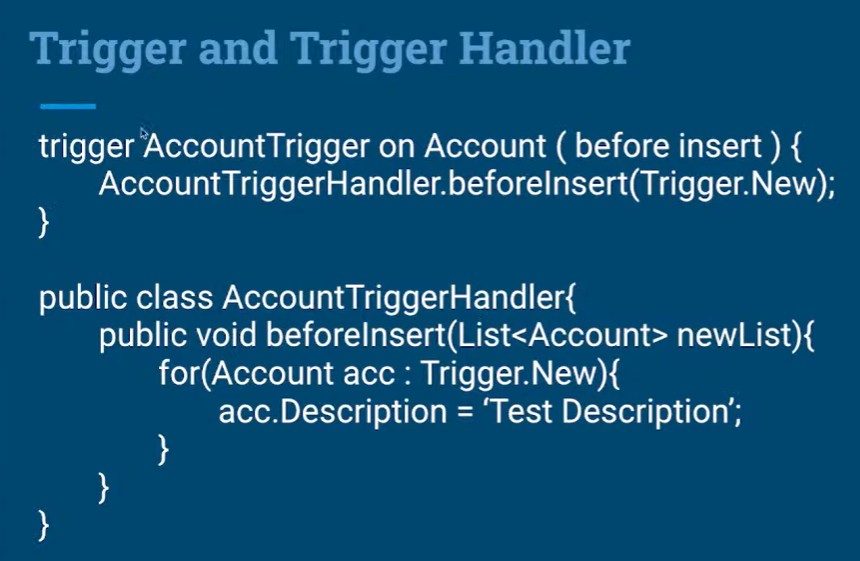 Trigger and Trigger Handler
trigger AccountTrigger on Account ( before insert ) {
AccountTriggerHandler.beforeInsert(Trigger.New);
}
public class AccountTriggerHandler{
public void beforeInsert(List<Account> newList){
for(Account acc : Trigger.New){
acc.Description = ‘Test Description’;
}
}
}